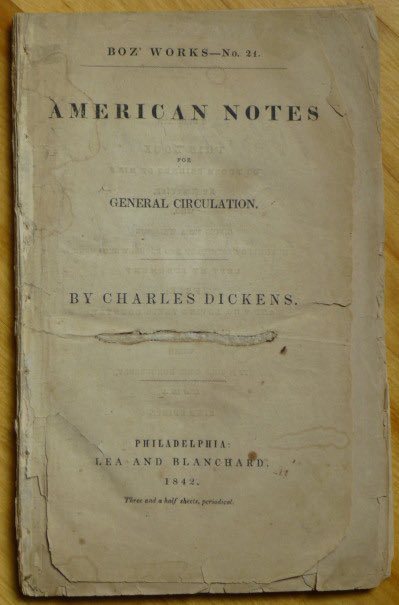 BOZ' WORKS—No. 24.
AMERICAN NOTES
FOR
GENERAL CIRCULATION.
BY CHARLES DICKENS.
PHILADELPHIA:
LEA AND BLANCHARD.
1842.
Three and a half sheets, periodical.